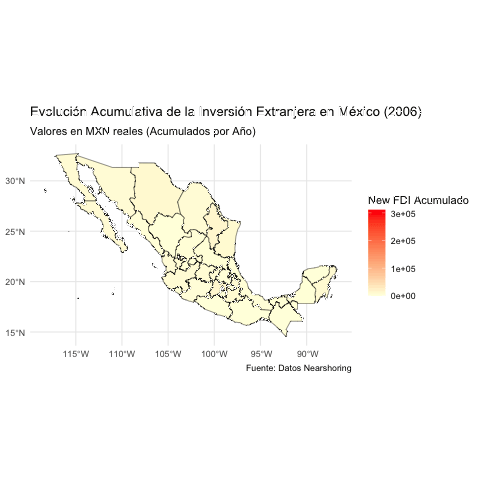 Evolución Acumulativa de la Inversión Extranjera en México (2006)
Valores en MXN reales (Acumulados por Año)
30°N
25°N
20°N
15°N
115°W 110°W 105°W 100°W 95°W 90°W
New FDI Acumulado
3e+05
2e+05
1e+05
0e+00
Fuente: Datos Nearshoring